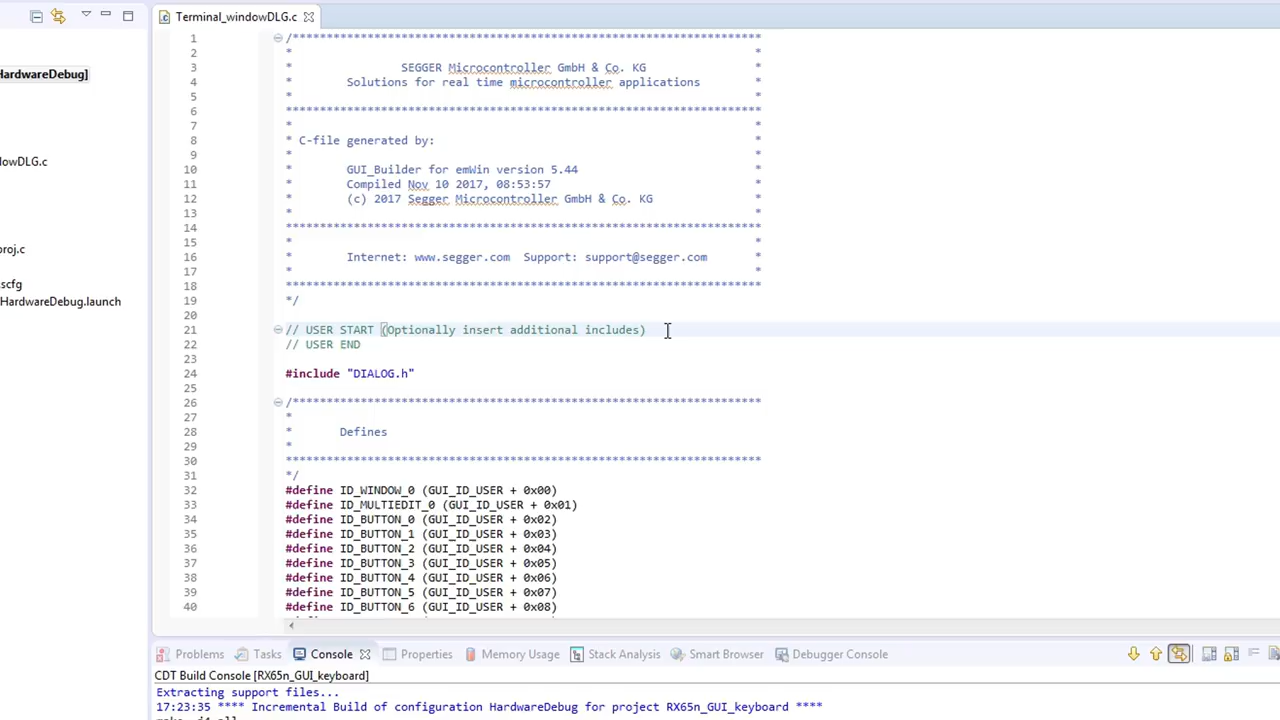 Terminal_windowDLG.c
HardwareDebug]
lowDLG.c
proj.c
.scfg
HardwareDebug.launch
1 /**********************************************************************
2 * *
3 * SEGGER Microcontroller GmbH & Co. KG *
4 * Solutions for real time microcontroller applications *
5 * *
6 **********************************************************************
7 * *
8 * C-file generated by: *
9 * *
10 * GUI_Builder for emWin version 5.44 *
11 * Compiled Nov 10 2017, 08:53:57 *
12 * (c) 2017 Segger Microcontroller GmbH & Co. KG *
13 * *
14 **********************************************************************
15 * *
16 * Internet: www.segger.com Support: support@segger.com *
17 * *
18 **********************************************************************
19 */
20
21 // USER START (Optionally insert additional includes)
22 // USER END
23
24 #include "DIALOG.h"
25
26 /**********************************************************************
27 *
28 * Defines
29 *
30 **********************************************************************
31 */
32 #define ID_WINDOW_0 (GUI_ID_USER + 0x00)
33 #define ID_MULTIEDIT_0 (GUI_ID_USER + 0x01)
34 #define ID_BUTTON_0 (GUI_ID_USER + 0x02)
35 #define ID_BUTTON_1 (GUI_ID_USER + 0x03)
36 #define ID_BUTTON_2 (GUI_ID_USER + 0x04)
37 #define ID_BUTTON_3 (GUI_ID_USER + 0x05)
38 #define ID_BUTTON_4 (GUI_ID_USER + 0x06)
39 #define ID_BUTTON_5 (GUI_ID_USER + 0x07)
40 #define ID_BUTTON_6 (GUI_ID_USER + 0x08)
Problems Tasks Console Properties Memory Usage Stack Analysis Smart Browser Debugger Console
CDT Build Console [RX65n_GUI_keyboard]
Extracting support files...
17:23:35 **** Incremental Build of configuration HardwareDebug for project RX65n_GUI_keyboard ****